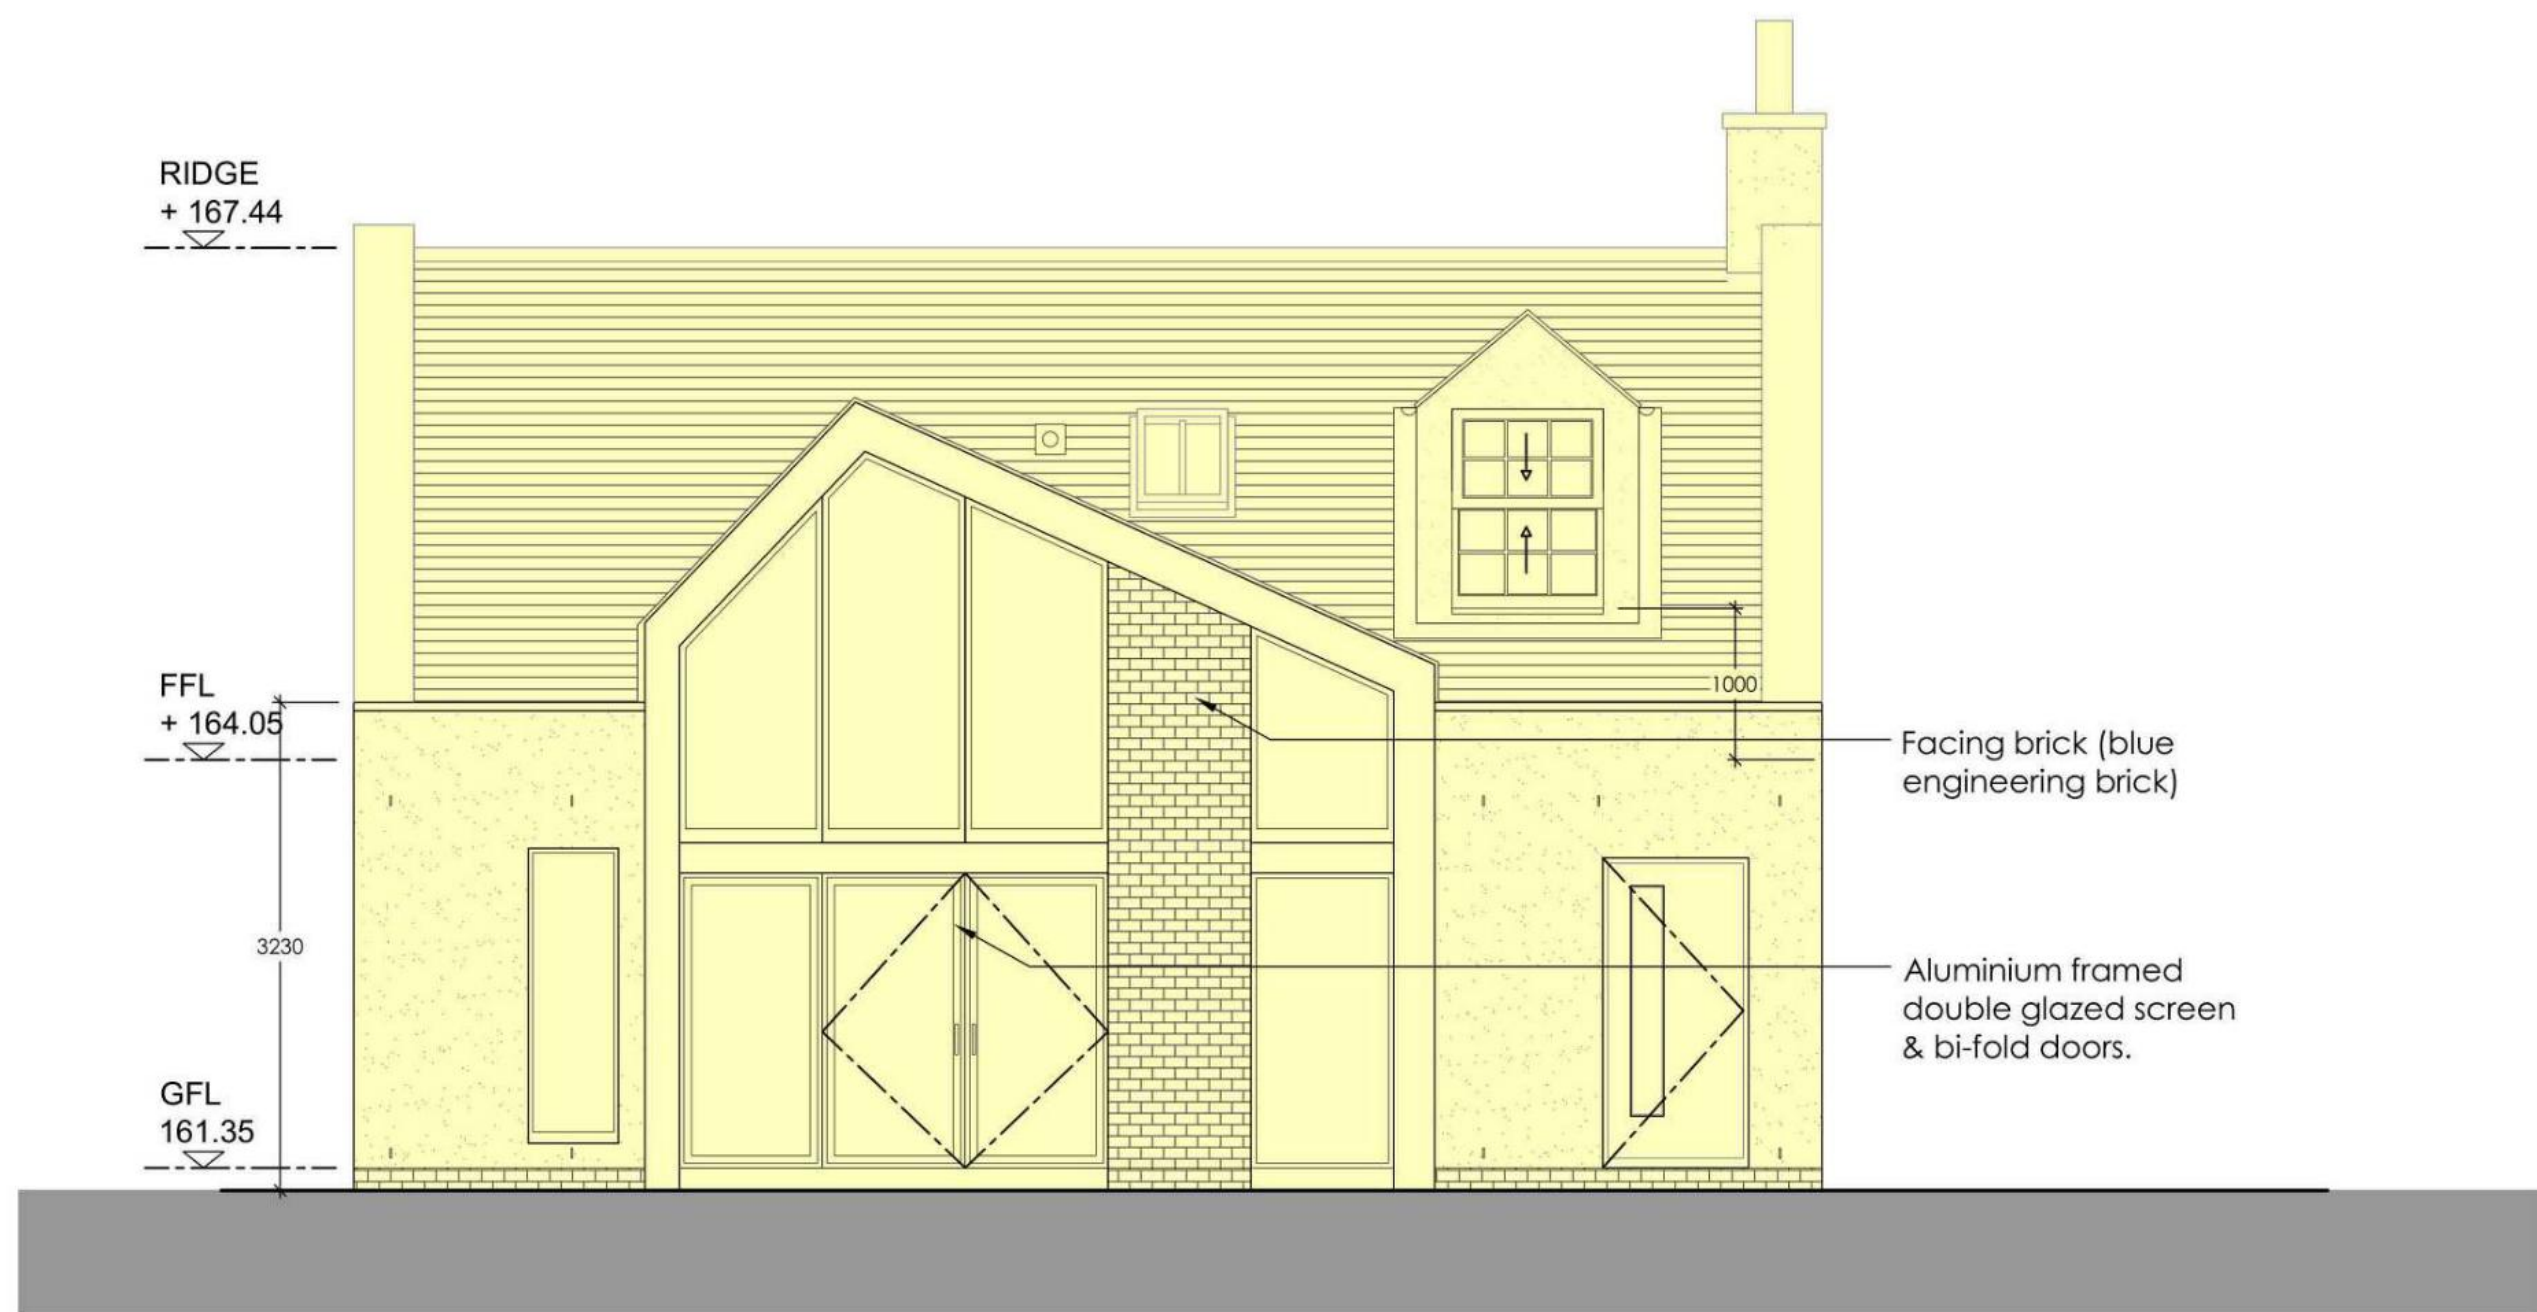 RIDGE
+ 167.44
FFL
+ 164.05
1000
Facing brick (blue
engineering brick)
3230
Aluminium framed
double glazed screen
& bi-fold doors.
GFL
161.35